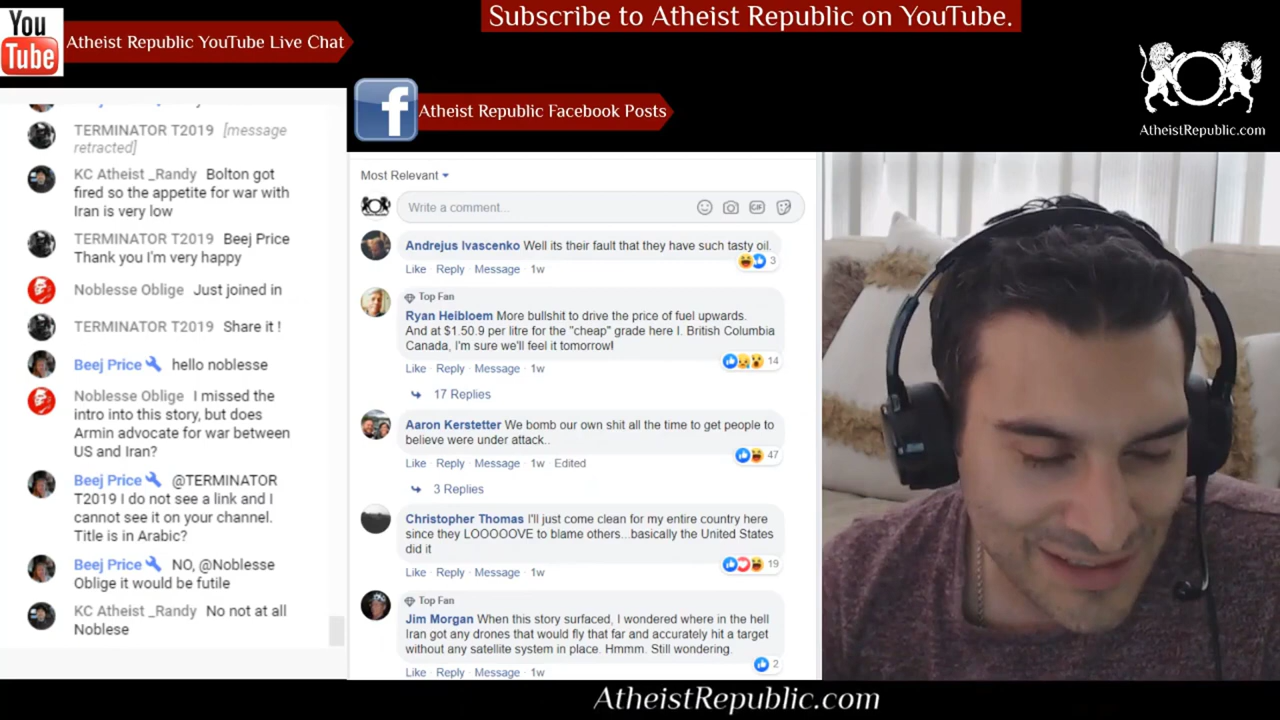 Subscribe to Atheist Republic on YouTube.
You
Tube
Atheist Republic YouTube Live Chat
AtheistRepublic.com
f
Atheist Republic Facebook Posts
TERMINATOR T2019 [message
retracted]
KC Atheist _Randy Bolton got
fired so the appetite for war with
Iran is very low
TERMINATOR T2019 Beej Price
Thank you I'm very happy
Noblesse Oblige Just joined in
TERMINATOR T2019 Share it !
Beej Price hello noblesse
Noblesse Oblige I missed the
intro into this story, but does
Armin advocate for war between
US and Iran?
Beej Price @TERMINATOR
T2019 I do not see a link and I
cannot see it on your channel.
Title is in Arabic?
Beej Price NO, @Noblesse
Oblige it would be futile
KC Atheist _Randy No not at all
Noblese
Most Relevant
Write a comment...
GIF
Andrejus Ivascenko Well its their fault that they have such tasty oil.
3
Like · Reply · Message · 1w
Top Fan
Ryan Heibloem More bullshit to drive the price of fuel upwards.
And at $1.50.9 per litre for the "cheap" grade here I. British Columbia
Canada, I'm sure we'll feel it tomorrow!
14
Like · Reply · Message · 1w
17 Replies
Aaron Kerstetter We bomb our own shit all the time to get people to
believe were under attack..
47
Like · Reply · Message · 1w · Edited
3 Replies
Christopher Thomas I'll just come clean for my entire country here
since they LOOOOOVE to blame others...basically the United States
did it
19
Like · Reply · Message · 1w
Top Fan
Jim Morgan When this story surfaced, I wondered where in the hell
Iran got any drones that would fly that far and accurately hit a target
without any satellite system in place. Hmmm. Still wondering.
2
Like · Reply · Message · 1w
AtheistRepublic.com